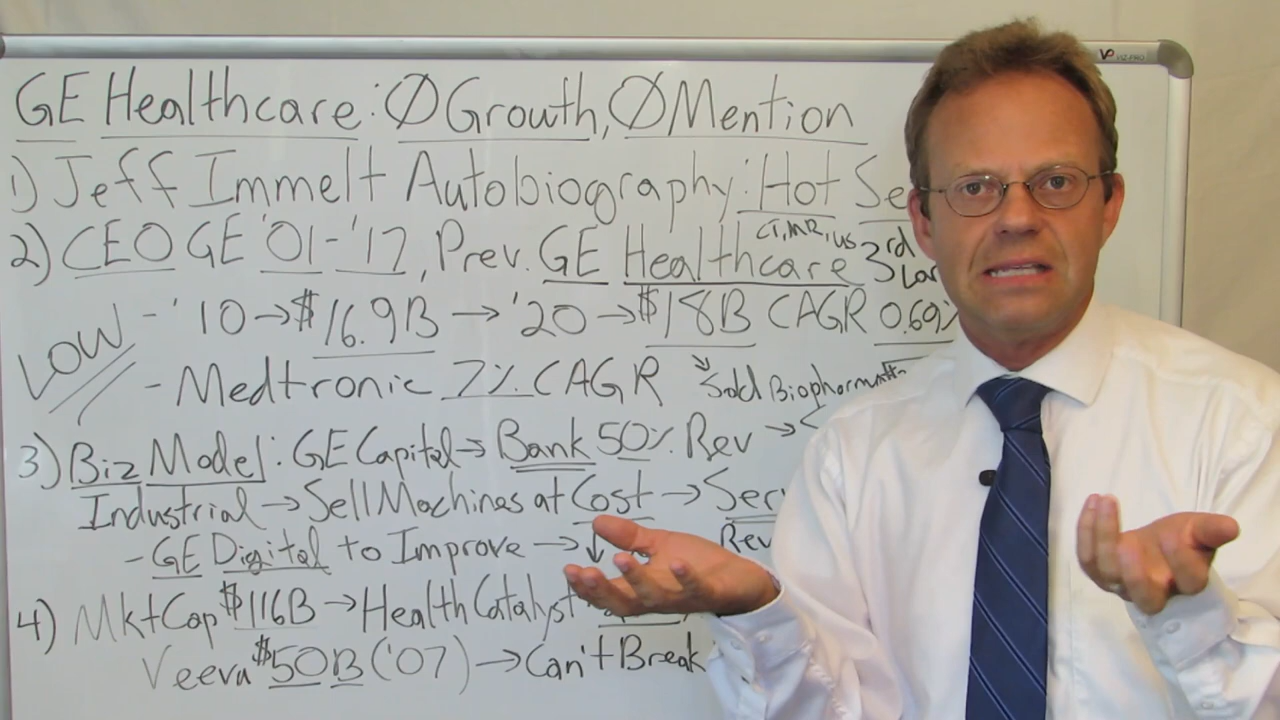 GE Healthcare: Ø Growth, Ø Mention
1) Jeff Immelt Autobiography: Hot Se
2) CEO GE '01-'17, Prev. GE Healthcare 3rd
CT, MR, US
Lar
LOW
- '10→$16.9B → '20→$18B CAGR 0.69%
- Medtronic 7% CAGR
Sold Biopharma
3) Biz Model: GE Capital→Bank 50% Rev →
Industrial→Sell Machines at Cost→Ser
- GE Digital to Improve→↓
Rev
4) Mkt Cap $116B→Health Catalyst
Veeva $50B ('07)→Can't Break